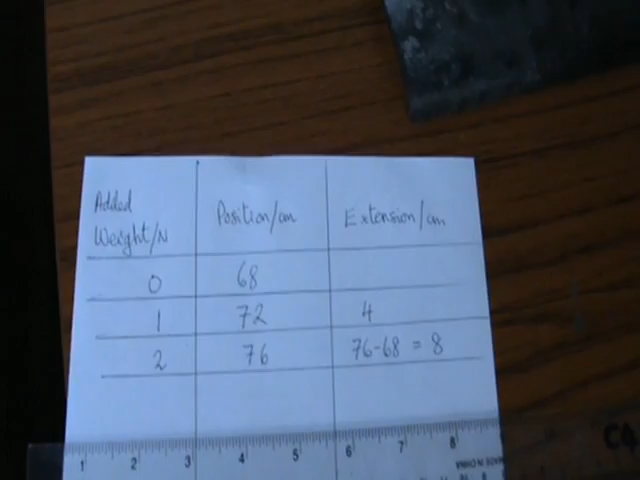 Added Weight/N Position/cm Extension/cm
0 68
1 72 4
2 76 76-68 = 8
1 2 3 4 5 6 7 8